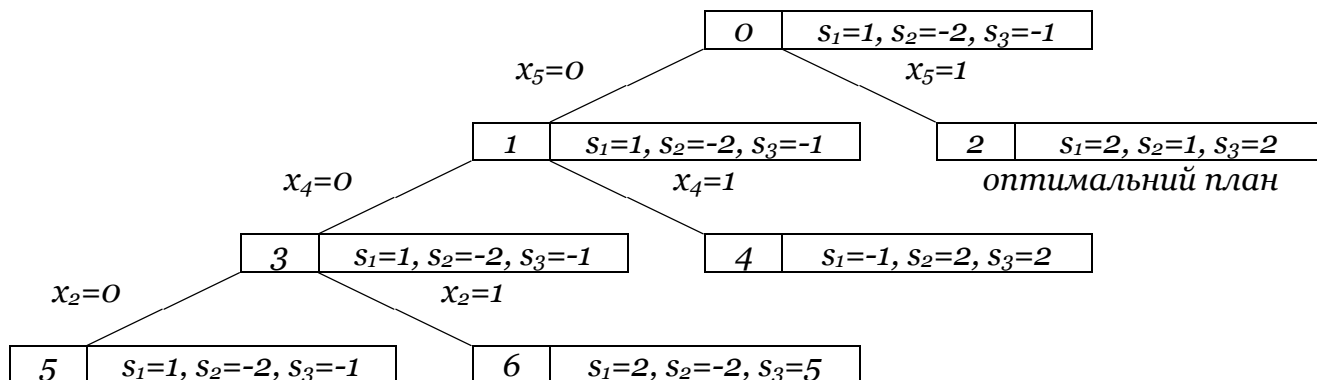 0 s₁=1, s₂=-2, s₃=-1
x₅=0 x₅=1
1 s₁=1, s₂=-2, s₃=-1 2 s₁=2, s₂=1, s₃=2
x₄=0 x₄=1 оптимальний план
3 s₁=1, s₂=-2, s₃=-1 4 s₁=-1, s₂=2, s₃=2
x₂=0 x₂=1
5 s₁=1, s₂=-2, s₃=-1 6 s₁=2, s₂=-2, s₃=5